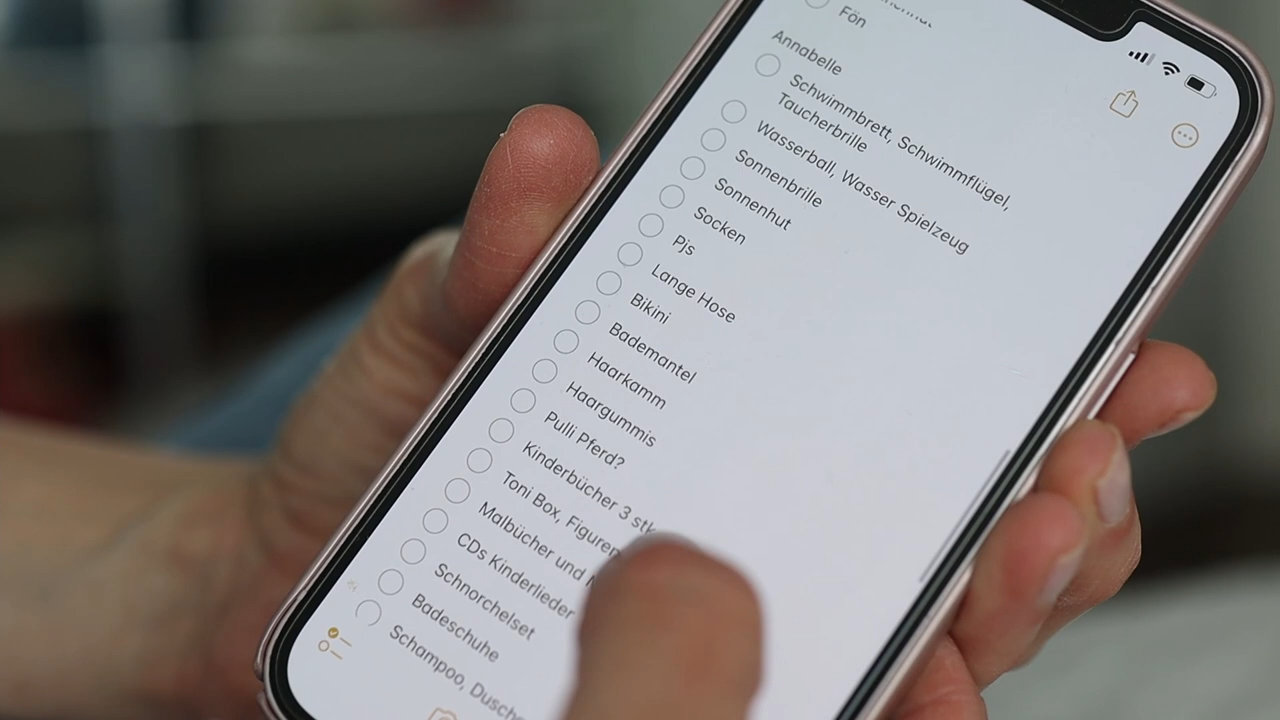 Fön
Annabelle
Schwimmbrett, Schwimmflügel,
Taucherbrille
Wasserball, Wasser Spielzeug
Sonnenbrille
Sonnenhut
Socken
Pjs
Lange Hose
Bikini
Bademantel
Haarkamm
Haargummis
Pulli Pferd?
Kinderbücher 3 stk
Toni Box, Figuren
Malbücher und
CDs Kinderlieder
Schnorchelset
Badeschuhe
Schampoo,